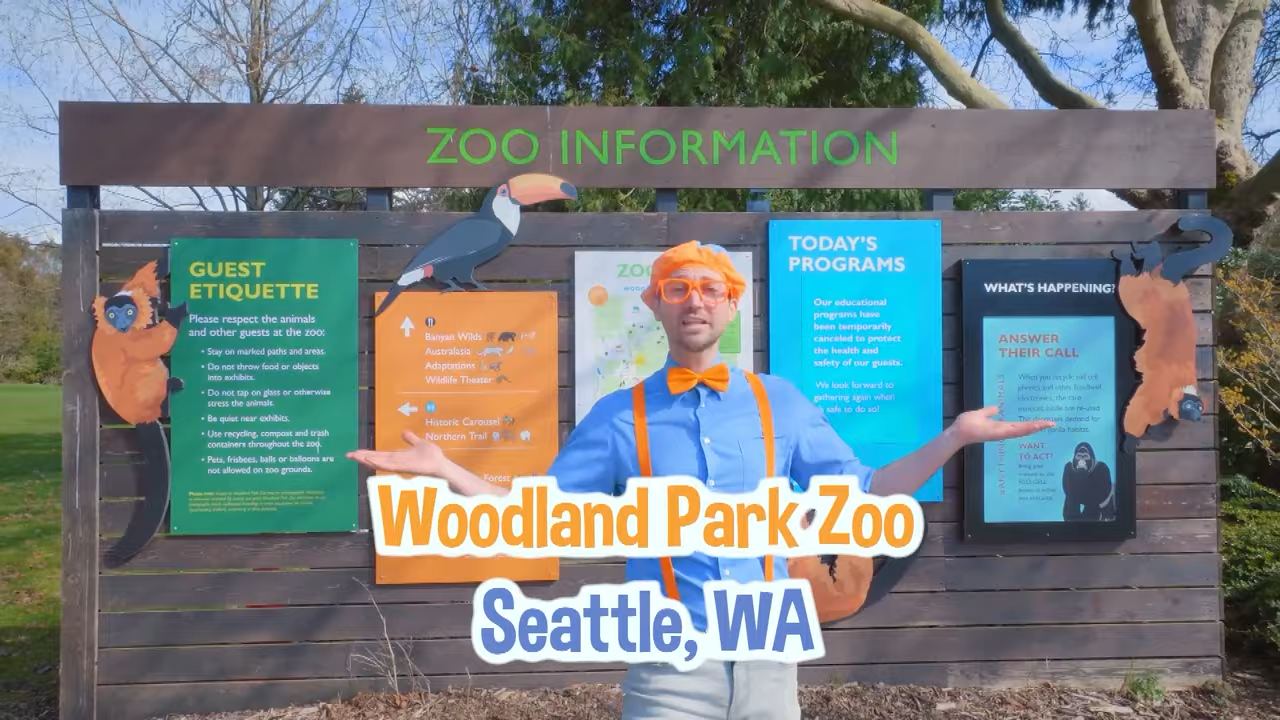 ZOO INFORMATION
GUEST
ETIQUETTE
Please respect the animals
and other guests at the zoo:
• Stay on marked paths and areas.
• Do not throw food or objects
into exhibits.
• Do not tap on glass or otherwise
stress the animals.
• Be quiet near exhibits.
• Use recycling, compost and trash
containers throughout the zoo.
• Pets, frisbees, balls or balloons are
not allowed on zoo grounds.
Banyan Wilds
Australasia
Adaptations
Wildlife Theater
Historic Carousel
Northern Trail
Forest
ZOO
TODAY'S
PROGRAMS
Our educational
programs have
been temporarily
canceled to protect
the health and
safety of our guests.
We look forward to
gathering again when
is safe to do so!
WHAT'S HAPPENING?
ANSWER
THEIR CALL
WANT
TO ACT?
Woodland Park Zoo
Seattle, WA